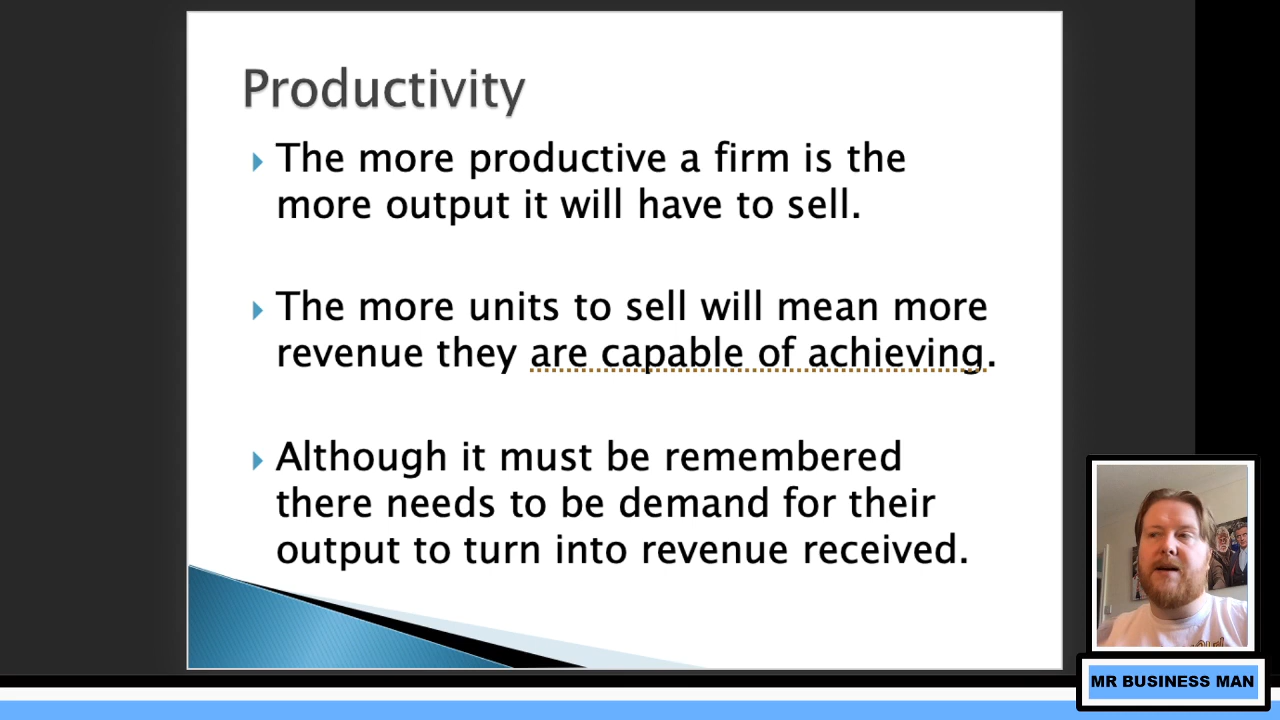 Productivity
The more productive a firm is the
more output it will have to sell.
The more units to sell will mean more
revenue they are capable of achieving.
Although it must be remembered
there needs to be demand for their
output to turn into revenue received.
MR BUSINESS MAN